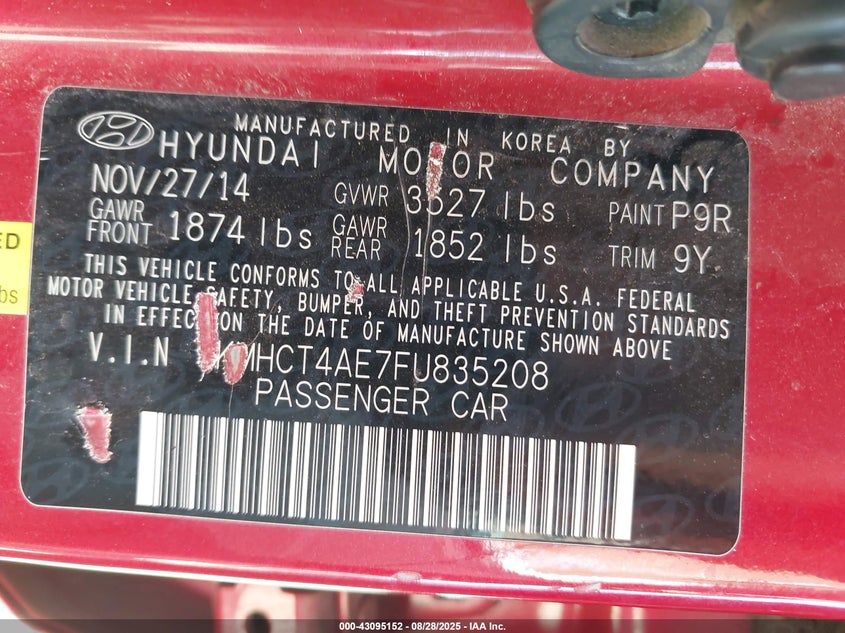 MANUFACTURED IN KOREA BY
HYUNDAI MOTOR COMPANY
NOV/27/14 GVWR 3527 lbs PAINT P9R
GAWR FRONT 1874 lbs GAWR REAR 1852 lbs TRIM 9Y
THIS VEHICLE CONFORMS TO ALL APPLICABLE U.S.A. FEDERAL
MOTOR VEHICLE SAFETY, BUMPER, AND THEFT PREVENTION STANDARDS
IN EFFECT ON THE DATE OF MANUFACTURE SHOWN ABOVE
V.I.N KMHCT4AE7FU835208
PASSENGER CAR
ED
bs
000-43095152 - 08/28/2025 - IAA Inc.